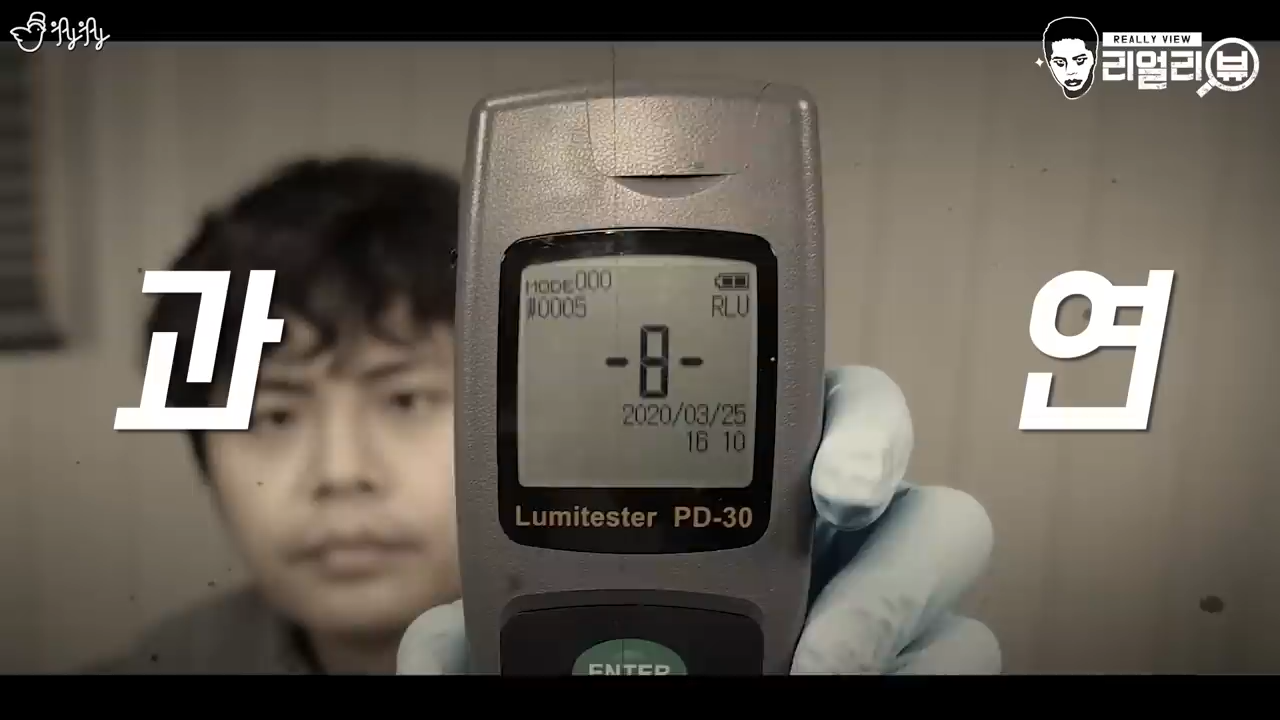 REALLY VIEW
리얼리뷰
과 연
MODE000
#0005 RLU
-8-
2020/03/25
16 10
Lumitester PD-30
ENTER